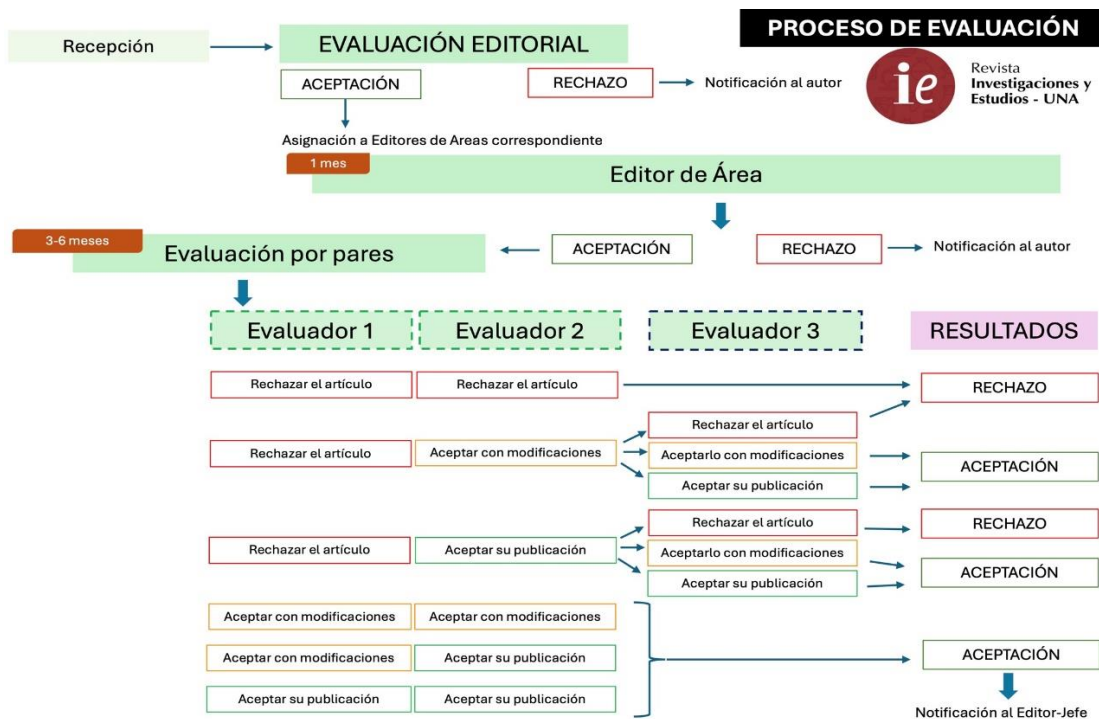 PROCESO DE EVALUACIÓN
Recepción
EVALUACIÓN EDITORIAL
ie
Revista
Investigaciones y
Estudios - UNA
ACEPTACIÓN
RECHAZO
Notificación al autor
Asignación a Editores de Areas correspondiente
1 mes
Editor de Área
3-6 meses
Evaluación por pares
ACEPTACIÓN
RECHAZO
Notificación al autor
Evaluador 1
Evaluador 2
Evaluador 3
RESULTADOS
Rechazar el artículo
Rechazar el artículo
RECHAZO
Rechazar el artículo
Aceptar con modificaciones
Rechazar el artículo
Aceptarlo con modificaciones
Aceptar su publicación
ACEPTACIÓN
Rechazar el artículo
Aceptar su publicación
Rechazar el artículo
Aceptarlo con modificaciones
Aceptar su publicación
RECHAZO
ACEPTACIÓN
Aceptar con modificaciones
Aceptar con modificaciones
Aceptar con modificaciones
Aceptar su publicación
Aceptar su publicación
Aceptar su publicación
ACEPTACIÓN
Notificación al Editor-Jefe